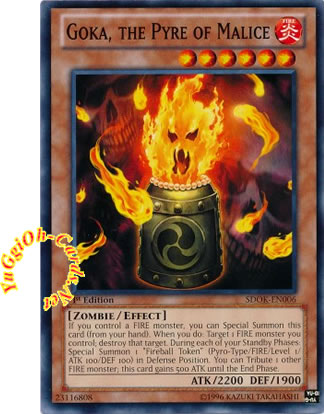 GOKA, THE PYRE OF MALICE
FIRE
炎
YuGgiOh-Cards.Net
1st Edition
SDOK-EN006
[ZOMBIE / EFFECT]
If you control a FIRE monster, you can Special Summon this
card (from your hand). When you do: Target 1 FIRE monster you
control; destroy that target. During each of your Standby Phases:
Special Summon 1 "Fireball Token" (Pyro-Type/FIRE/Level 1/
ATK 100/DEF 100) in Defense Position. You can Tribute 1 other
FIRE monster; this card gains 500 ATK until the End Phase.
ATK/2200 DEF/1900
23116808
©1996 KAZUKI TAKAHASHI